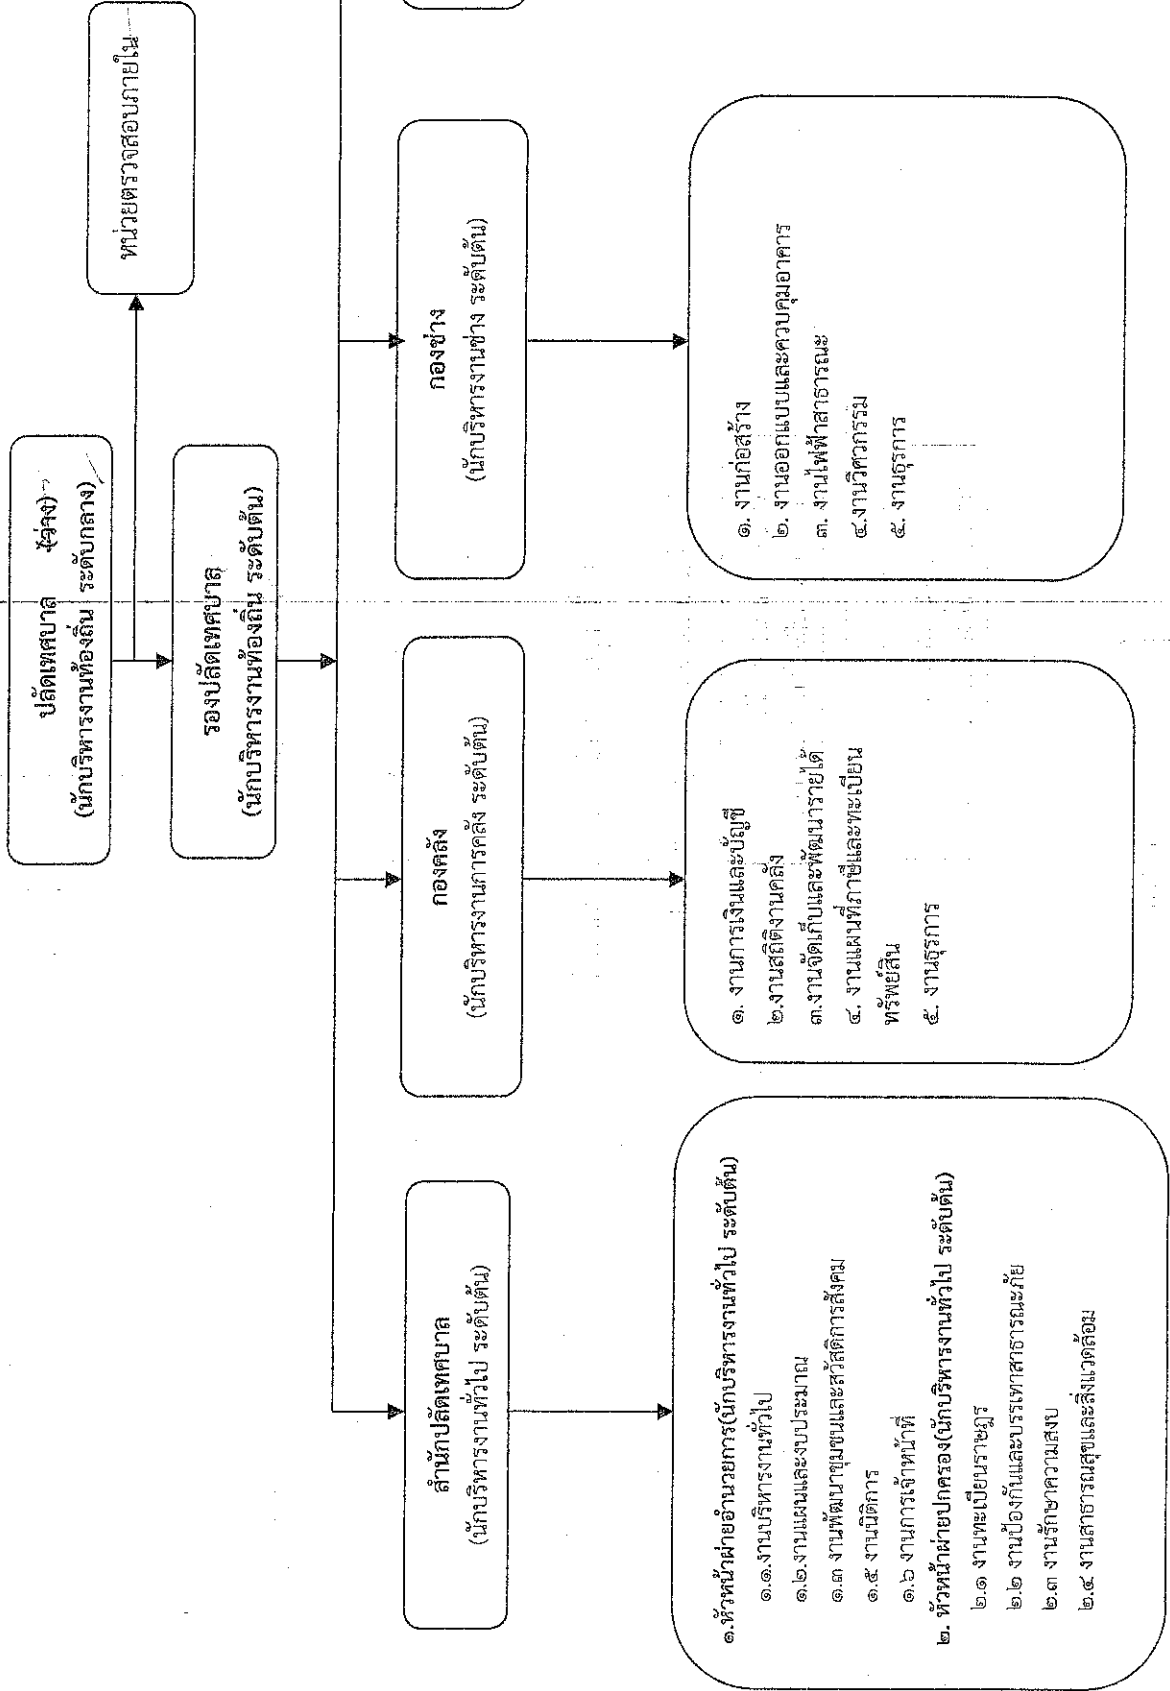 ปลัดเทศบาล (ว่าง)
(นักบริหารงานท้องถิ่น ระดับกลาง)
หน่วยตรวจสอบภายใน
รองปลัดเทศบาล
(นักบริหารงานท้องถิ่น ระดับต้น)
สำนักปลัดเทศบาล
(นักบริหารงานทั่วไป ระดับต้น)
กองคลัง
(นักบริหารงานการคลัง ระดับต้น)
กองช่าง
(นักบริหารงานช่าง ระดับต้น)
๑.หัวหน้าฝ่ายอำนวยการ(นักบริหารงานทั่วไป ระดับต้น)
๑.๑.งานบริหารงานทั่วไป
๑.๒.งานแผนและงบประมาณ
๑.๓ งานพัฒนาชุมชนและสวัสดิการสังคม
๑.๕ งานนิติการ
๑.๖ งานการเจ้าหน้าที่
๒. หัวหน้าฝ่ายปกครอง(นักบริหารงานทั่วไป ระดับต้น)
๒.๑ งานทะเบียนราษฎร
๒.๒ งานป้องกันและบรรเทาสาธารณะภัย
๒.๓ งานรักษาความสงบ
๒.๔ งานสาธารณสุขและสิ่งแวดล้อม
๑. งานการเงินและบัญชี
๒.งานสถิติงานคลัง
๓.งานจัดเก็บและพัฒนารายได้
๔. งานแผนที่ภาษีและทะเบียน
ทรัพย์สิน
๕. งานธุรการ
๑. งานก่อสร้าง
๒. งานออกแบบและควบคุมอาคาร
๓. งานไฟฟ้าสาธารณะ
๔.งานวิศวกรรม
๕. งานธุรการ